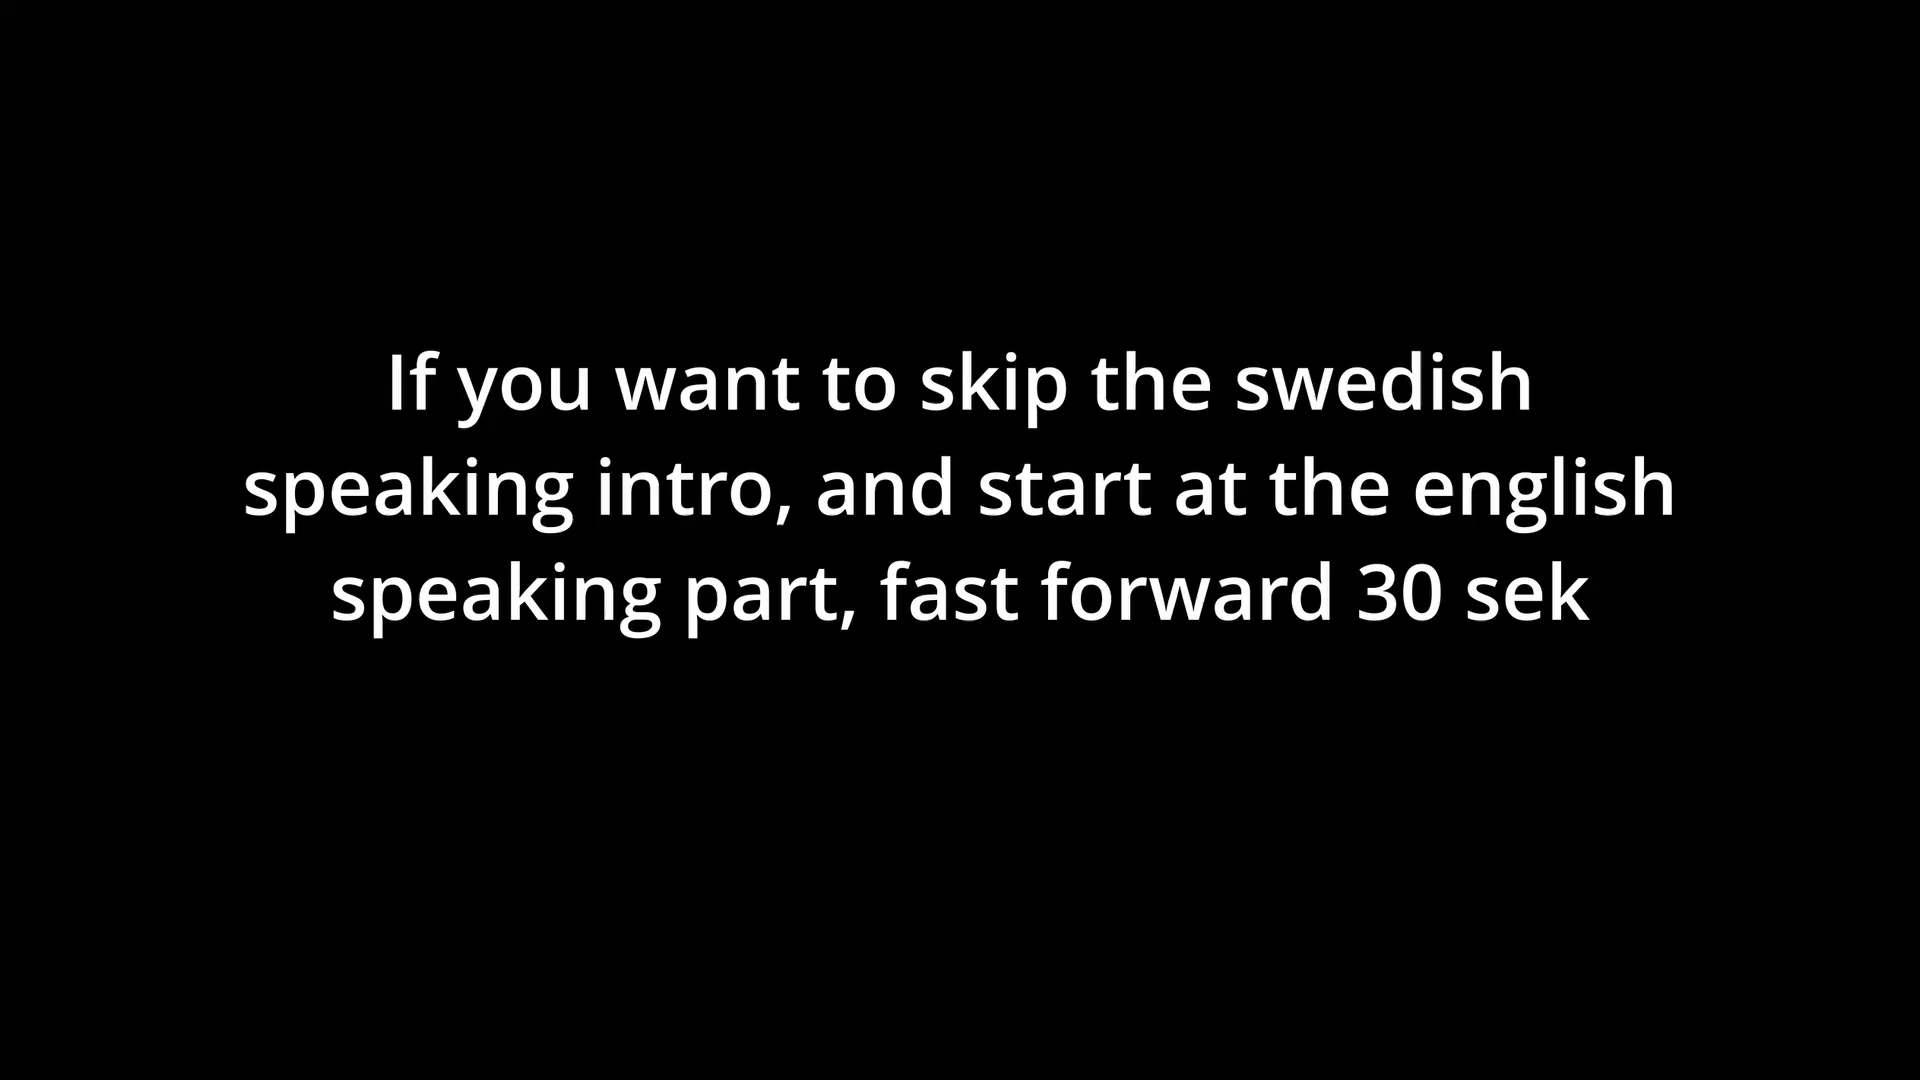 If you want to skip the swedish
speaking intro, and start at the english
speaking part, fast forward 30 sek